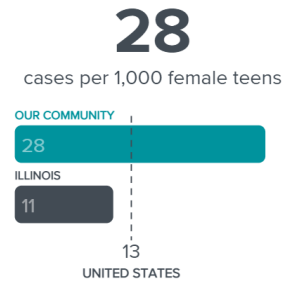 28
cases per 1,000 female teens
OUR COMMUNITY
28
ILLINOIS
11
13
UNITED STATES